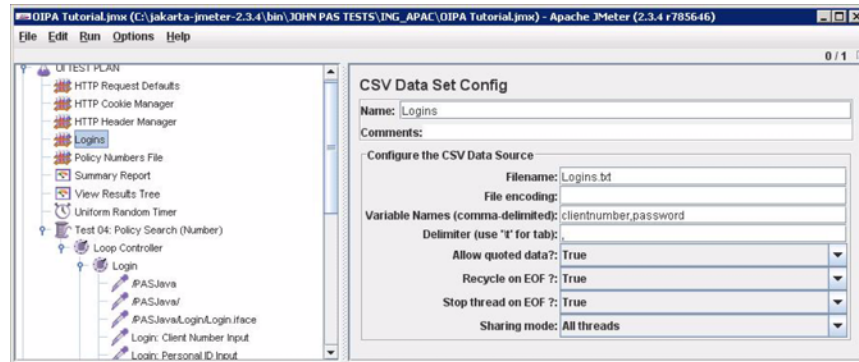 OIPA Tutorial.jmx (C:\jakarta-jmeter-2.3.4\bin\JOHN PAS TESTS\ING_APAC\OIPA Tutorial.jmx) - Apache JMeter (2.3.4 r785646)
File Edit Run Options Help
0 / 1
UI TEST PLAN
HTTP Request Defaults
HTTP Cookie Manager
HTTP Header Manager
Logins
Policy Numbers File
Summary Report
View Results Tree
Uniform Random Timer
Test 04: Policy Search (Number)
Loop Controller
Login
/PASJava
/PASJava/
/PASJava/Login/Login.iface
Login: Client Number Input
Login: Personal ID Input
CSV Data Set Config
Name: Logins
Comments:
Configure the CSV Data Source
Filename: Logins.txt
File encoding:
Variable Names (comma-delimited): clientnumber,password
Delimiter (use '\t' for tab): ,
Allow quoted data?: True
Recycle on EOF ?: True
Stop thread on EOF ?: True
Sharing mode: All threads